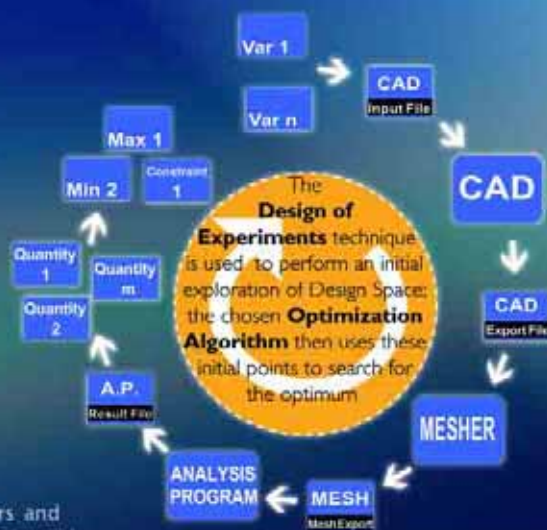 Var 1
Var n
CAD
Input File
CAD
CAD
Export File
MESHER
MESH
Mesh Export
ANALYSIS
PROGRAM
A.P.
Result File
Quantity
1
Quantity
m
Quantity
2
Max 1
Min 2
Constraint
1
The
Design of
Experiments technique
is used to perform an initial
exploration of Design Space;
the chosen Optimization
Algorithm then uses these
initial points to search for
the optimum
rs and